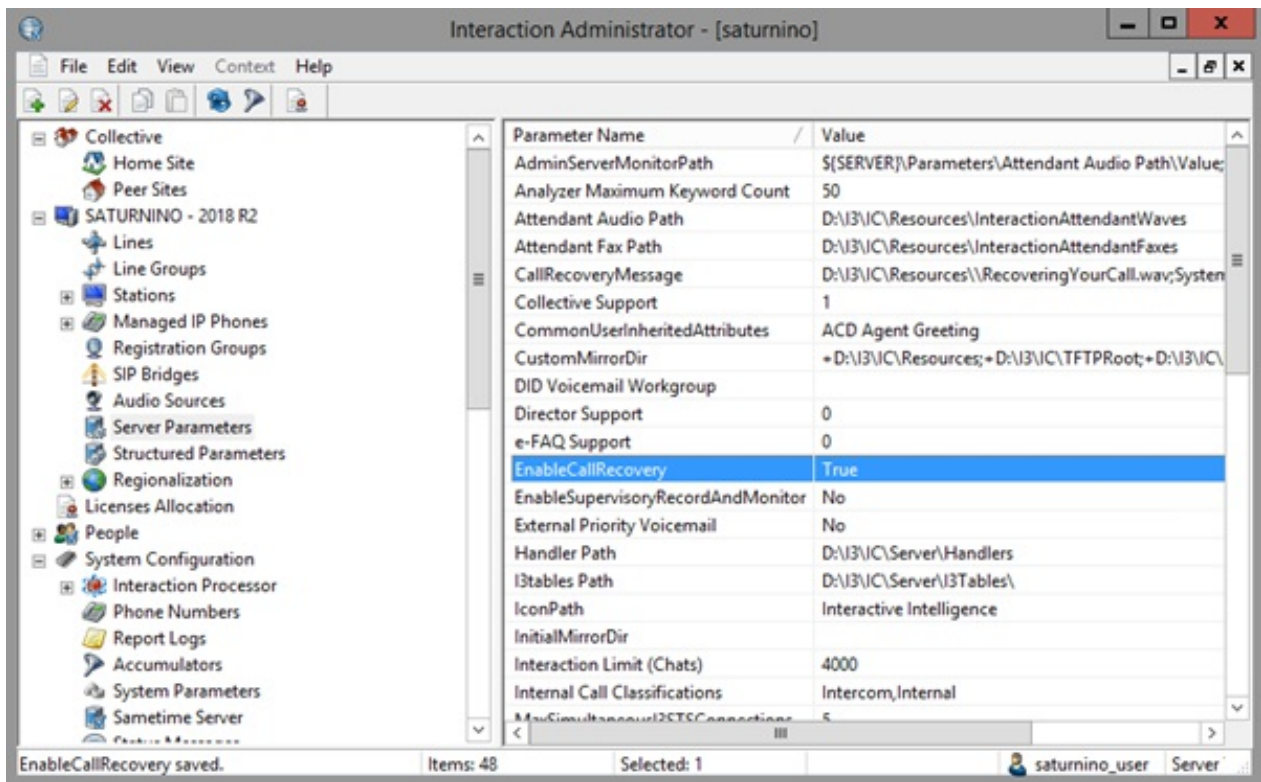 Interaction Administrator - [saturnino]
File Edit View Context Help
Collective
Home Site
Peer Sites
SATURNINO - 2018 R2
Lines
Line Groups
Stations
Managed IP Phones
Registration Groups
SIP Bridges
Audio Sources
Server Parameters
Structured Parameters
Regionalization
Licenses Allocation
People
System Configuration
Interaction Processor
Phone Numbers
Report Logs
Accumulators
System Parameters
Sametime Server
Parameter Name / Value
AdminServerMonitorPath $[SERVER]\Parameters\Attendant Audio Path\Value;
Analyzer Maximum Keyword Count 50
Attendant Audio Path D:\I3\IC\Resources\InteractionAttendantWaves
Attendant Fax Path D:\I3\IC\Resources\InteractionAttendantFaxes
CallRecoveryMessage D:\I3\IC\Resources\\RecoveringYourCall.wav;System
Collective Support 1
CommonUserInheritedAttributes ACD Agent Greeting
CustomMirrorDir +D:\I3\IC\Resources;+D:\I3\IC\TFTPRoot;+D:\I3\IC\
DID Voicemail Workgroup
Director Support 0
e-FAQ Support 0
EnableCallRecovery True
EnableSupervisoryRecordAndMonitor No
External Priority Voicemail No
Handler Path D:\I3\IC\Server\Handlers
I3tables Path D:\I3\IC\Server\I3Tables\
IconPath Interactive Intelligence
InitialMirrorDir
Interaction Limit (Chats) 4000
Internal Call Classifications Intercom,Internal
EnableCallRecovery saved. Items: 48 Selected: 1 saturnino_user Server